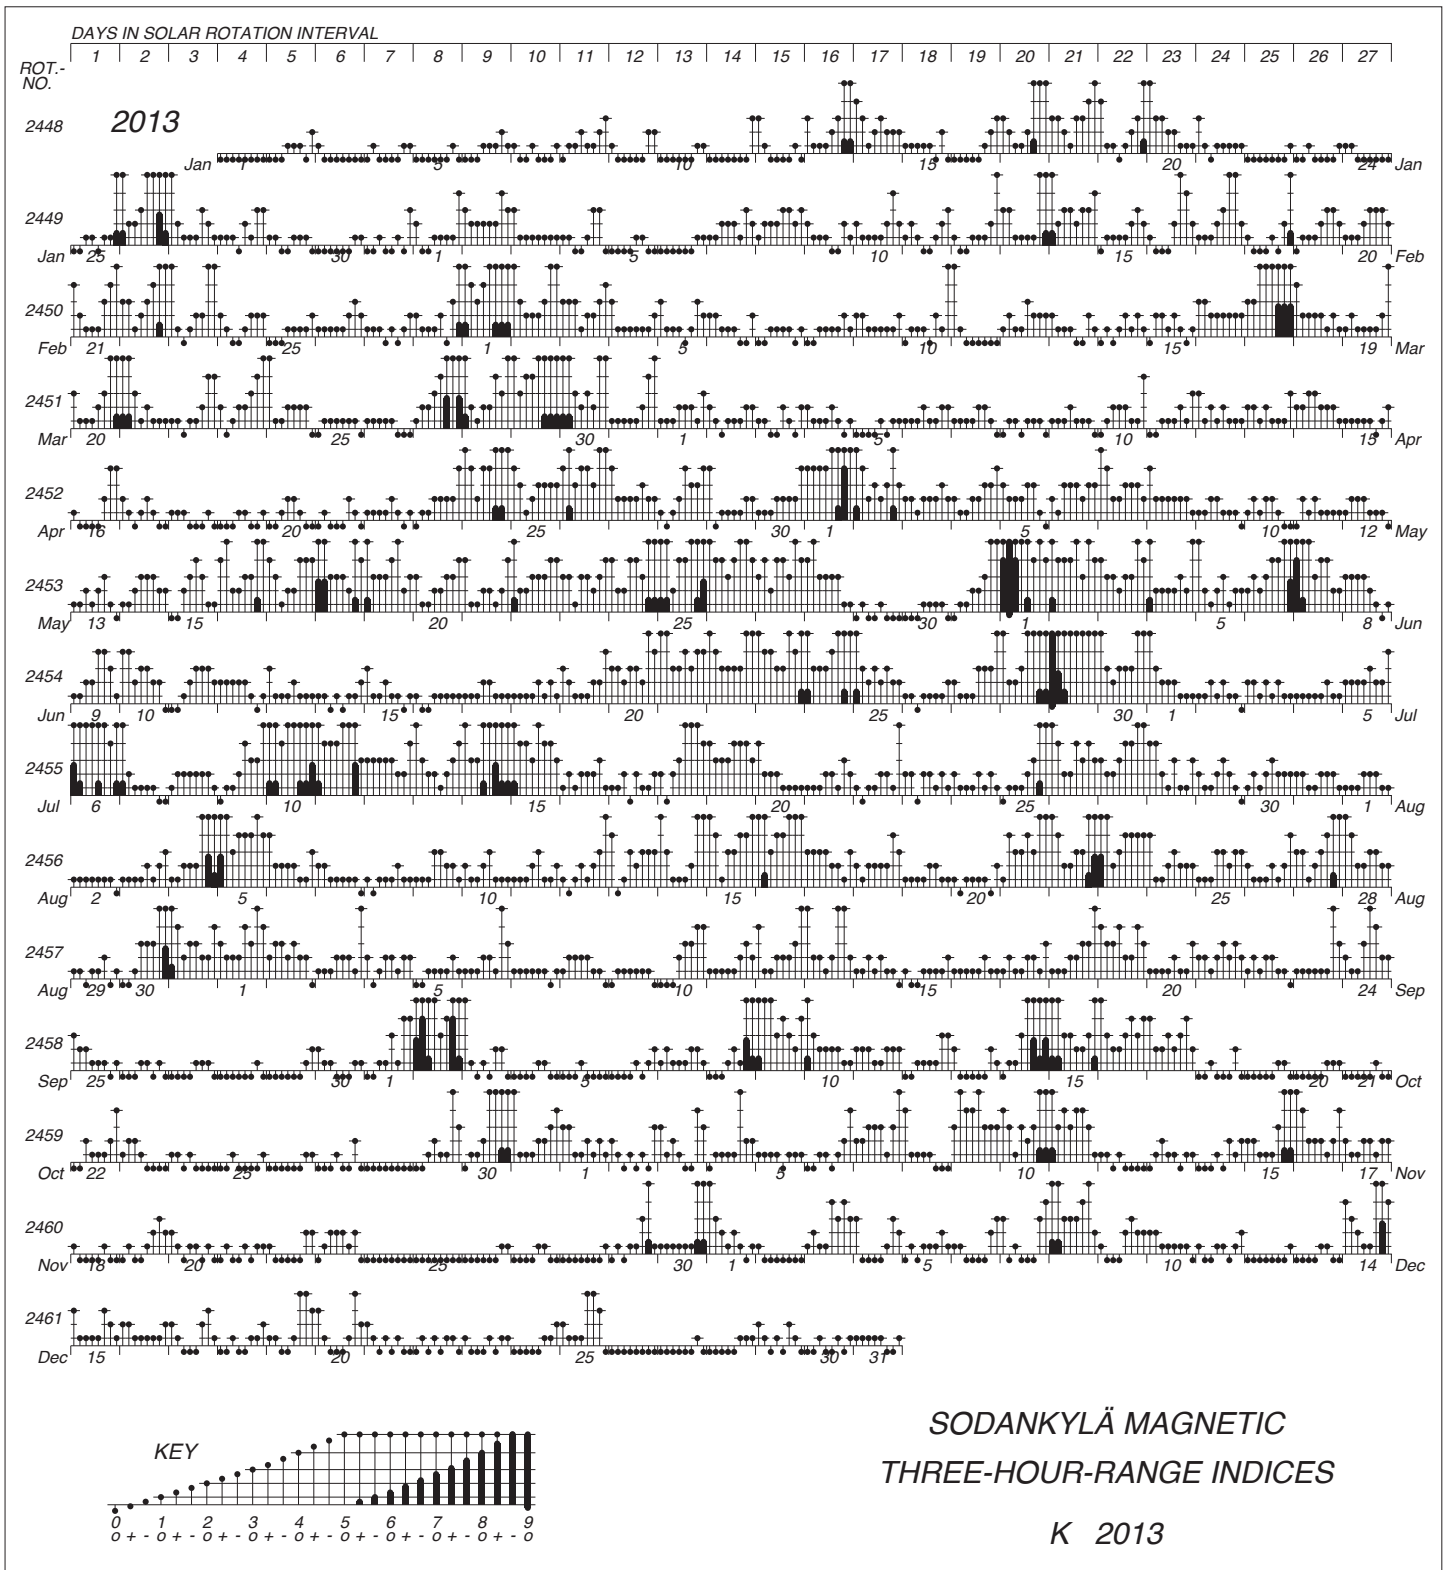 DAYS IN SOLAR ROTATION INTERVAL
ROT.- 1 2 3 4 5 6 7 8 9 10 11 12 13 14 15 16 17 18 19 20 21 22 23 24 25 26 27
NO.
2013
2448
Jan 1 5 10 15 20 24 Jan
2449
Jan 25 30 1 5 10 15 20 Feb
2450
Feb 21 25 1 5 10 15 19 Mar
2451
Mar 20 25 30 1 5 10 15 Apr
2452
Apr 16 20 25 30 1 5 10 12 May
2453
May 13 15 20 25 30 1 5 8 Jun
2454
Jun 9 10 15 20 25 30 1 5 Jul
2455
Jul 6 10 15 20 25 30 1 Aug
2456
Aug 2 5 10 15 20 25 28 Aug
2457
Aug 29 30 1 5 10 15 20 24 Sep
2458
Sep 25 30 1 5 10 15 20 21 Oct
2459
Oct 22 25 30 1 5 10 15 17 Nov
2460
Nov 18 20 25 30 1 5 10 14 Dec
2461
Dec 15 20 25 30 31
KEY
0 1 2 3 4 5 6 7 8 9
o + - o + - o + - o + - o + - o + - o + - o + - o + - o
SODANKYLÄ MAGNETIC
THREE-HOUR-RANGE INDICES
K 2013